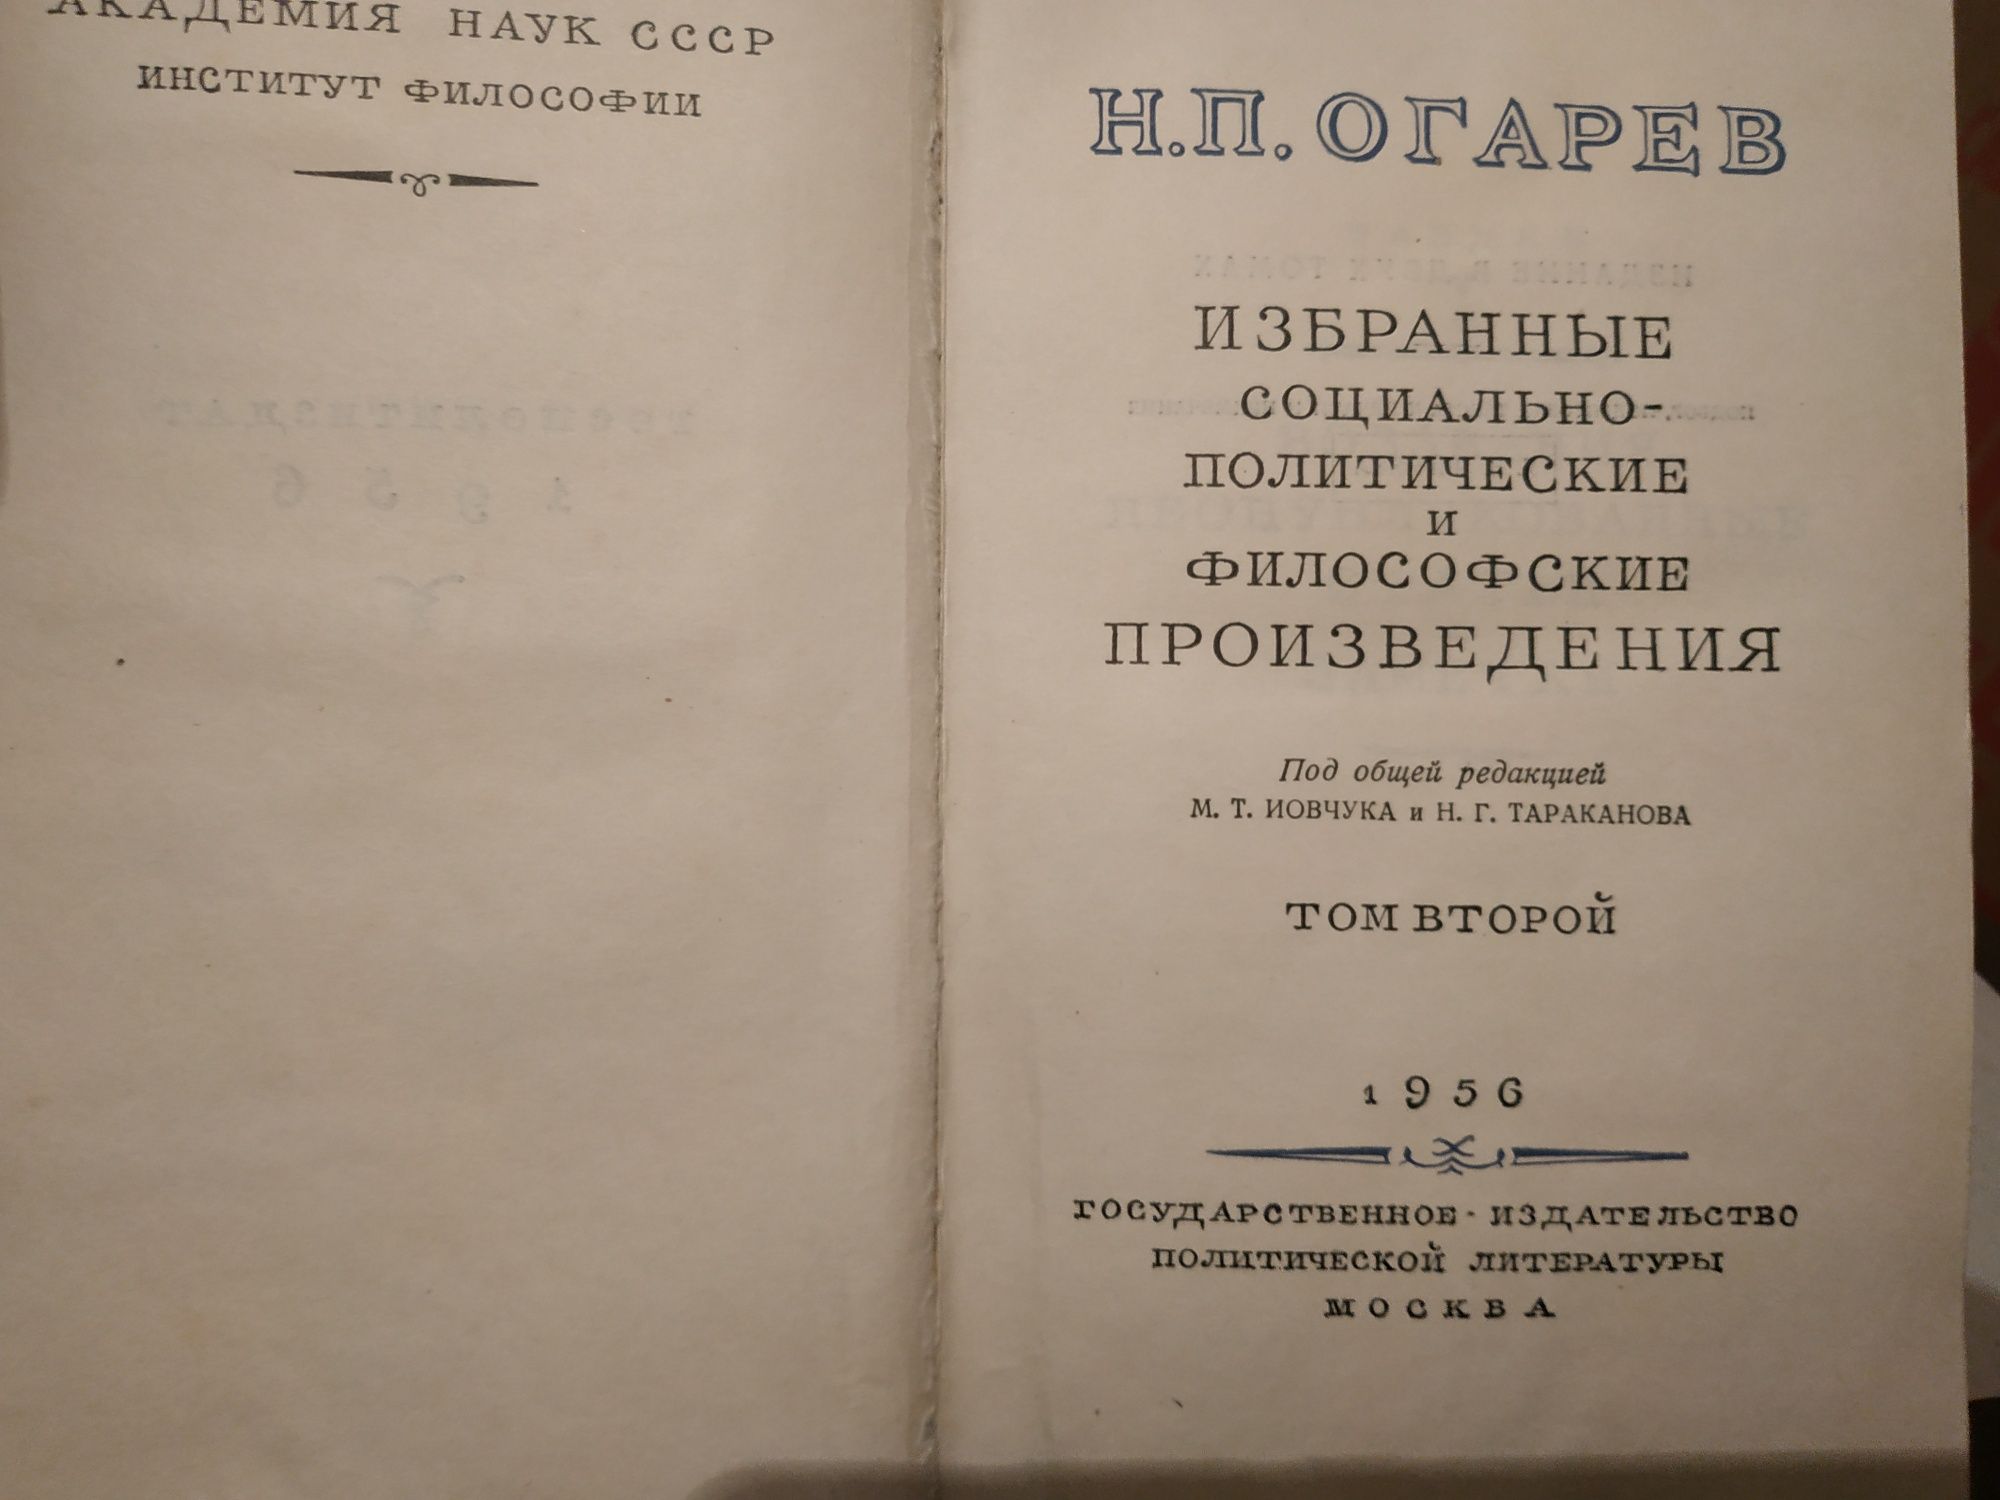 АКАДЕМИЯ НАУК СССР
ИНСТИТУТ ФИЛОСОФИИ
Н.П. ОГАРЕВ
ИЗБРАННЫЕ
СОЦИАЛЬНО-
ПОЛИТИЧЕСКИЕ
И
ФИЛОСОФСКИЕ
ПРОИЗВЕДЕНИЯ
Под общей редакцией
М. Т. ИОВЧУКА и Н. Г. ТАРАКАНОВА
ТОМ ВТОРОЙ
1956
ГОСУДАРСТВЕННОЕ ИЗДАТЕЛЬСТВО
ПОЛИТИЧЕСКОЙ ЛИТЕРАТУРЫ
МОСКВА